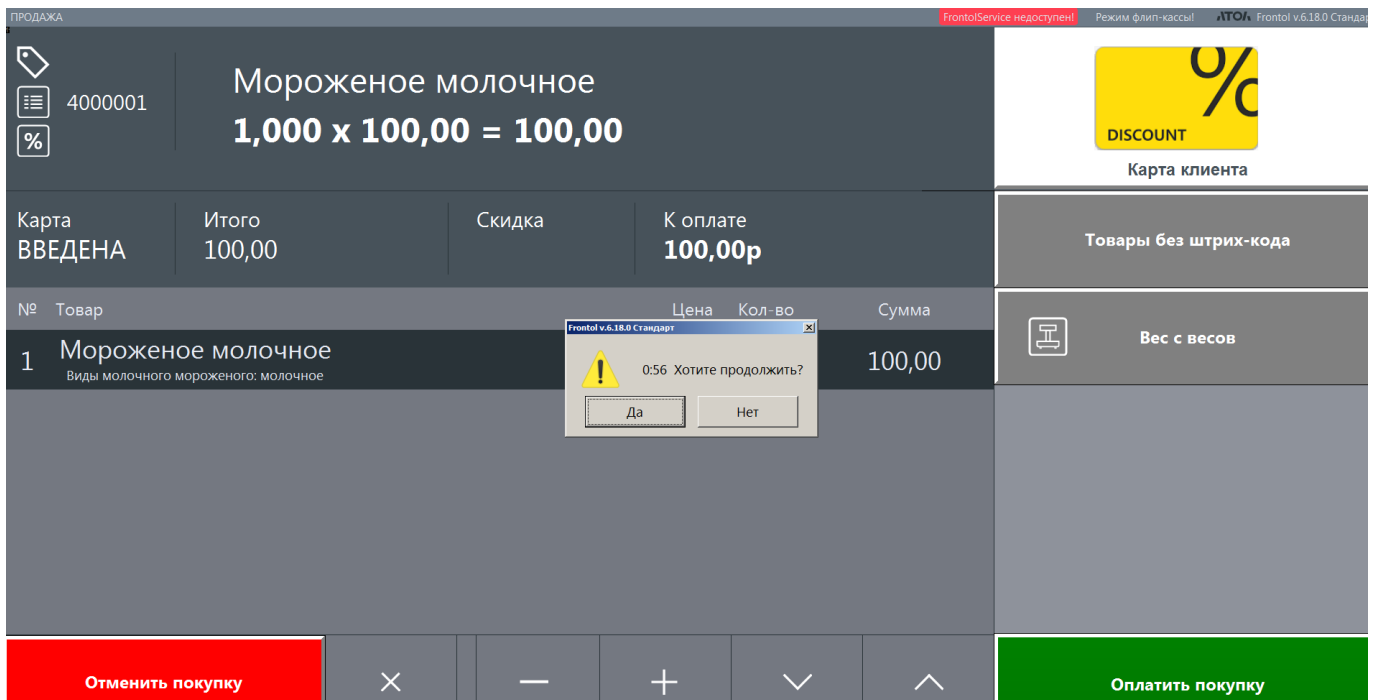 ПРОДАЖА
FrontolService недоступен!
Режим флип-кассы!
АТОЛ Frontol v.6.18.0 Стандар
4000001
Мороженое молочное
1,000 x 100,00 = 100,00
%
%
DISCOUNT
Карта клиента
Карта Итого Скидка К оплате
ВВЕДЕНА 100,00 100,00р
Товары без штрих-кода
№ Товар Цена Кол-во Сумма
1 Мороженое молочное 100,00
Виды молочного мороженого: молочное
Frontol v.6.18.0 Стандарт
0:56 Хотите продолжить?
Да Нет
Вес с весов
Отменить покупку
Оплатить покупку